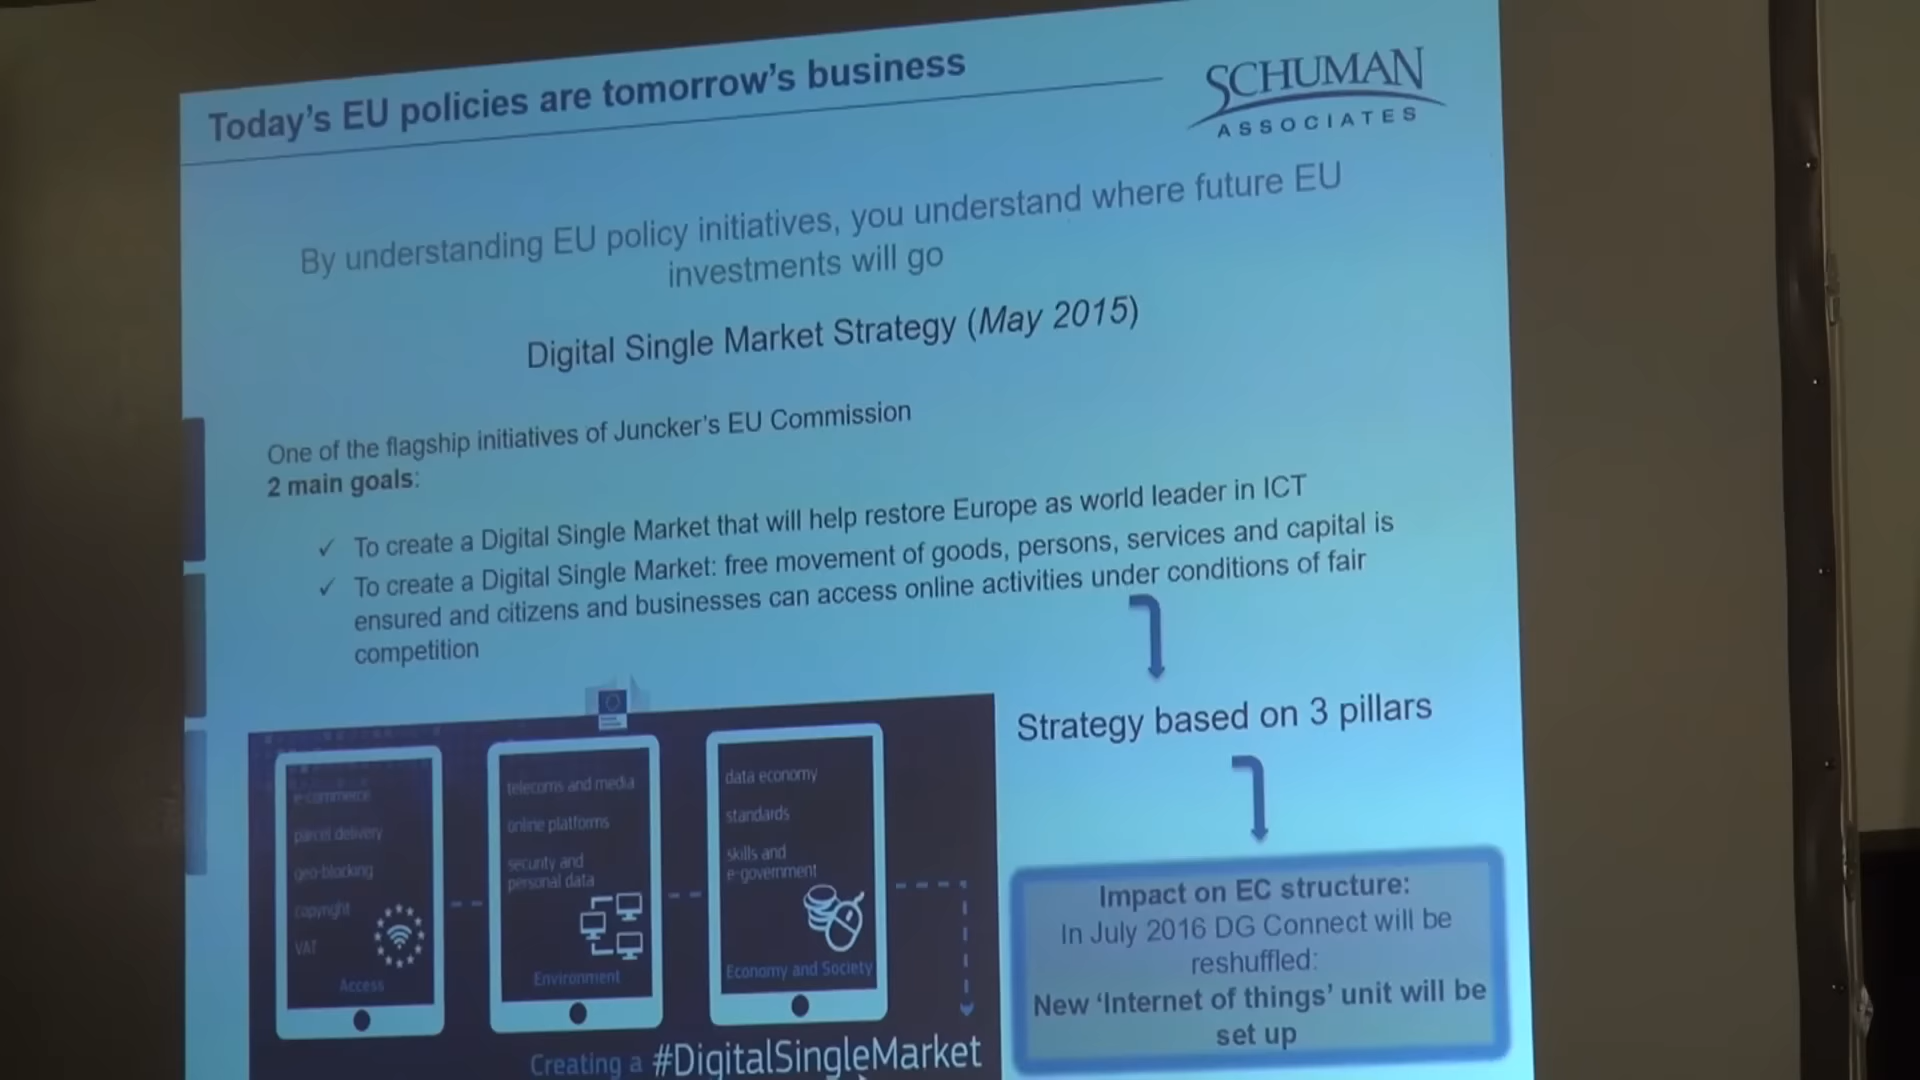 Today's EU policies are tomorrow's business
SCHUMAN
ASSOCIATES
By understanding EU policy initiatives, you understand where future EU
investments will go
Digital Single Market Strategy (May 2015)
One of the flagship initiatives of Juncker's EU Commission
2 main goals:
✓ To create a Digital Single Market that will help restore Europe as world leader in ICT
✓ To create a Digital Single Market: free movement of goods, persons, services and capital is
ensured and citizens and businesses can access online activities under conditions of fair
competition
Strategy based on 3 pillars
e-commerce
parcel delivery
geo-blocking
copyright
VAT
Access
telecoms and media
online platforms
security and
personal data
Environment
data economy
standards
skills and
e-government
Economy and Society
Creating a #DigitalSingleMarket
Impact on EC structure:
In July 2016 DG Connect will be
reshuffled:
New 'Internet of things' unit will be
set up